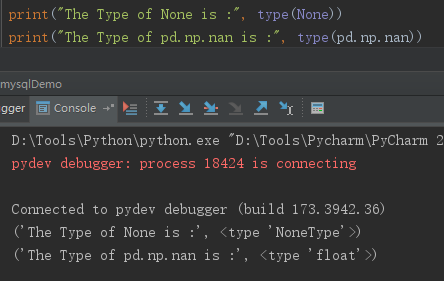 print("The Type of None is :", type(None))
print("The Type of pd.np.nan is :", type(pd.np.nan))
mysqlDemo
gger Console
D:\Tools\Python\python.exe "D:\Tools\Pycharm\PyCharm 2
pydev debugger: process 18424 is connecting
Connected to pydev debugger (build 173.3942.36)
('The Type of None is :', <type 'NoneType'>)
('The Type of pd.np.nan is :', <type 'float'>)